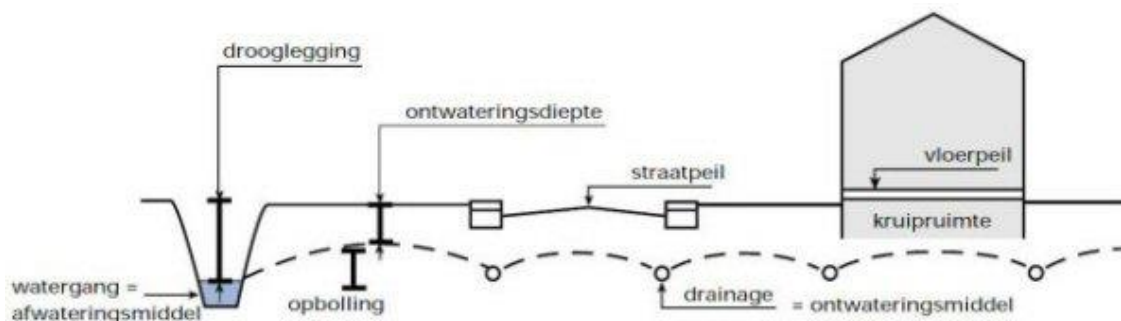 drooglegging
ontwateringsdiepte
straatpeil
vloerpeil
kruipruimte
watergang =
afwateringsmiddel
opbolling
drainage = ontwateringsmiddel